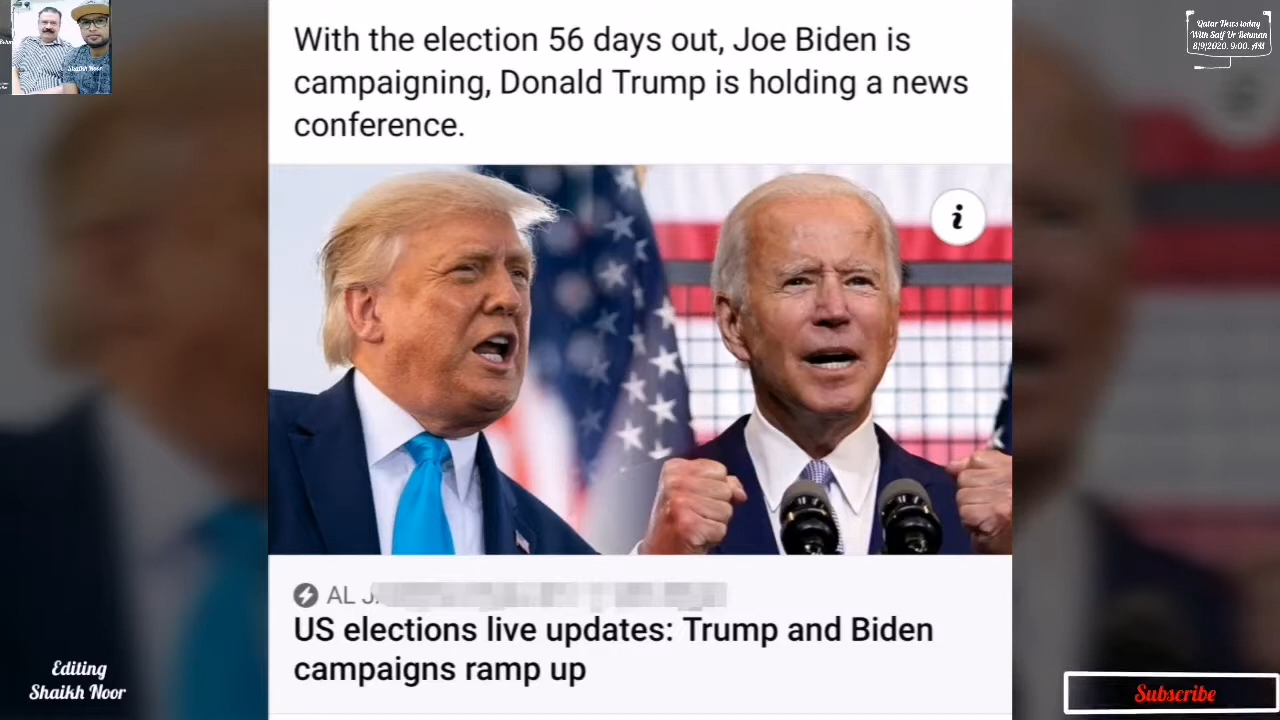 With the election 56 days out, Joe Biden is
campaigning, Donald Trump is holding a news
conference.
Qatar News today
With Saif Ur Rehman
8/9/2020. 9:00. AM
Shaikh Noor
i
AL J
US elections live updates: Trump and Biden
campaigns ramp up
Editing
Shaikh Noor
Subscribe